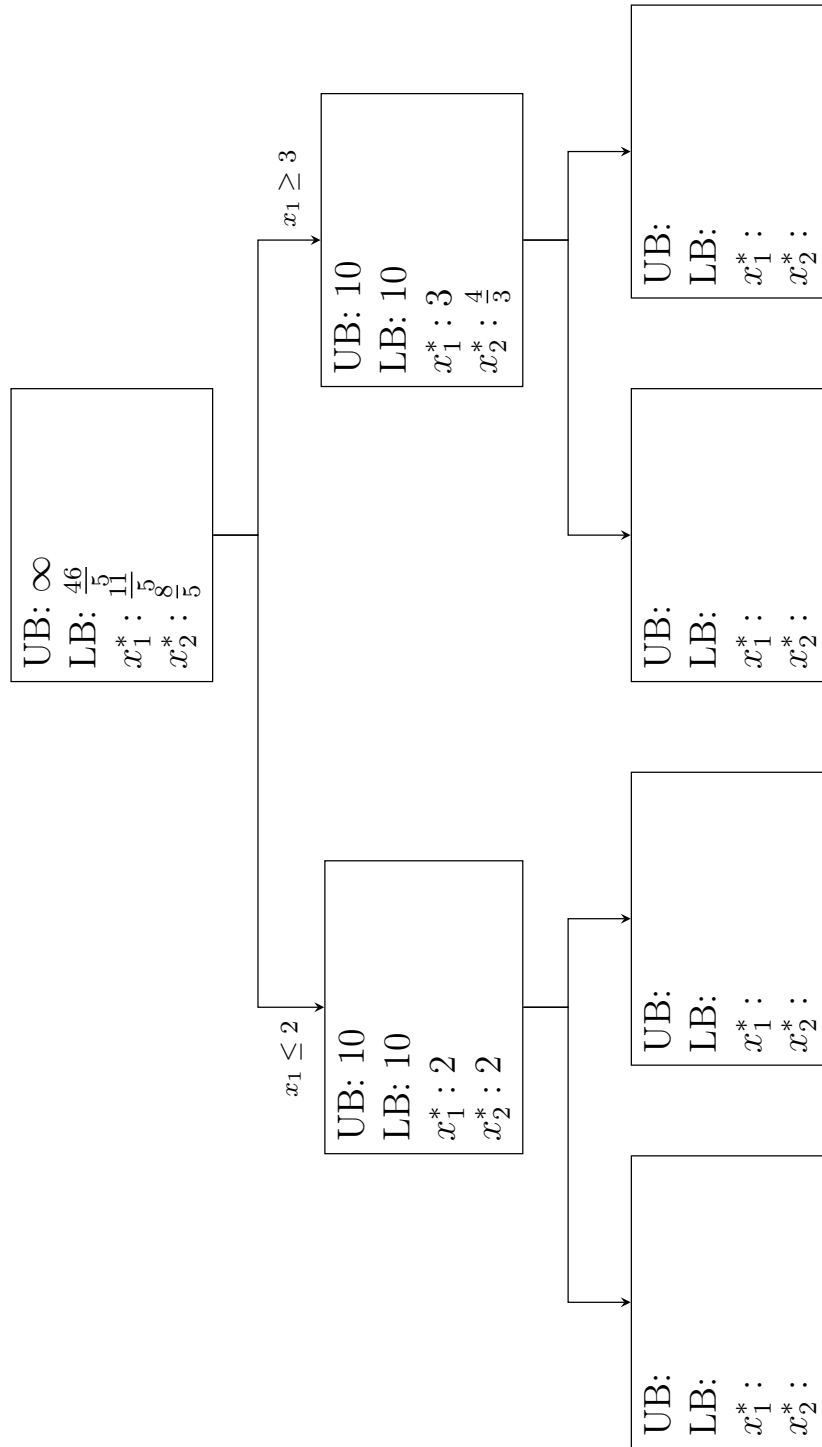 UB: ∞
LB: 46/5
x₁* : 11/5
x₂* : 8/5
x₁ ≤ 2
x₁ ≥ 3
UB: 10
LB: 10
x₁* : 2
x₂* : 2
UB: 10
LB: 10
x₁* : 3
x₂* : 4/3
UB:
LB:
x₁* :
x₂* :
UB:
LB:
x₁* :
x₂* :
UB:
LB:
x₁* :
x₂* :
UB:
LB:
x₁* :
x₂* :